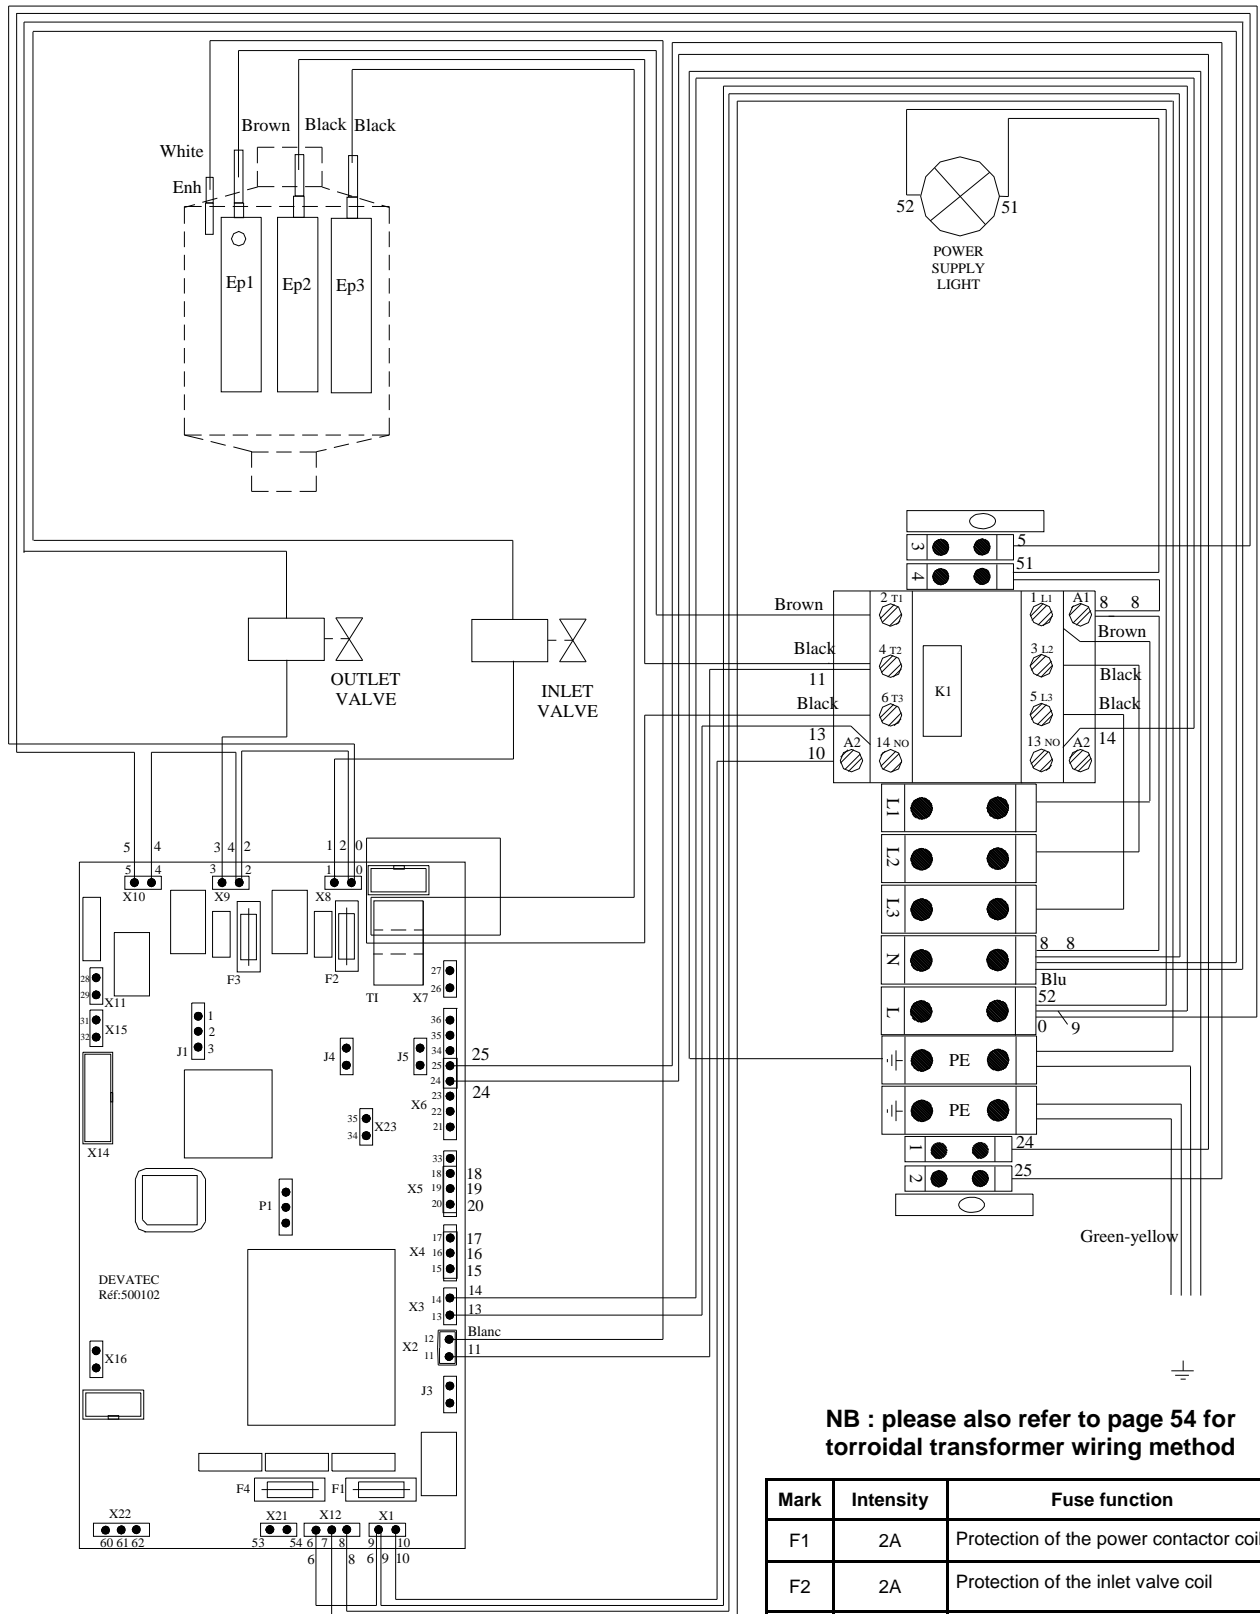 Brown
Black
Black
White
Enh
Ep1
Ep2
Ep3
52
51
POWER
SUPPLY
LIGHT
OUTLET
VALVE
INLET
VALVE
3
5
4
51
2 T1
1 L1
A1
8
8
Brown
Brown
4 T2
3 L2
Black
11
Black
K1
6 T3
5 L3
Black
Black
13
10
A2
14 NO
13 NO
A2
14
L1
L2
L3
N
8
8
Blu
L
52
0
9
PE
PE
1
24
2
25
Green-yellow
5
4
3
4
2
1
2
0
5
4
3
2
1
0
X10
X9
X8
F3
F2
TI
X7
27
26
28
29
X11
31
32
X15
J1
1
2
3
J4
J5
36
35
34
25
25
24
24
X6
23
22
21
35
34
X23
X14
33
18
18
X5
19
19
20
20
P1
17
17
X4
16
16
15
15
DEVATEC
Réf:500102
X3
14
14
13
13
X2
12
Blanc
11
11
X16
J3
F4
F1
X22
X21
X12
X1
60
61
62
53
54
6
7
8
9
10
6
8
6
9
10
NB : please also refer to page 54 for
torroidal transformer wiring method
Mark
Intensity
Fuse function
F1
2A
Protection of the power contactor coil
F2
2A
Protection of the inlet valve coil